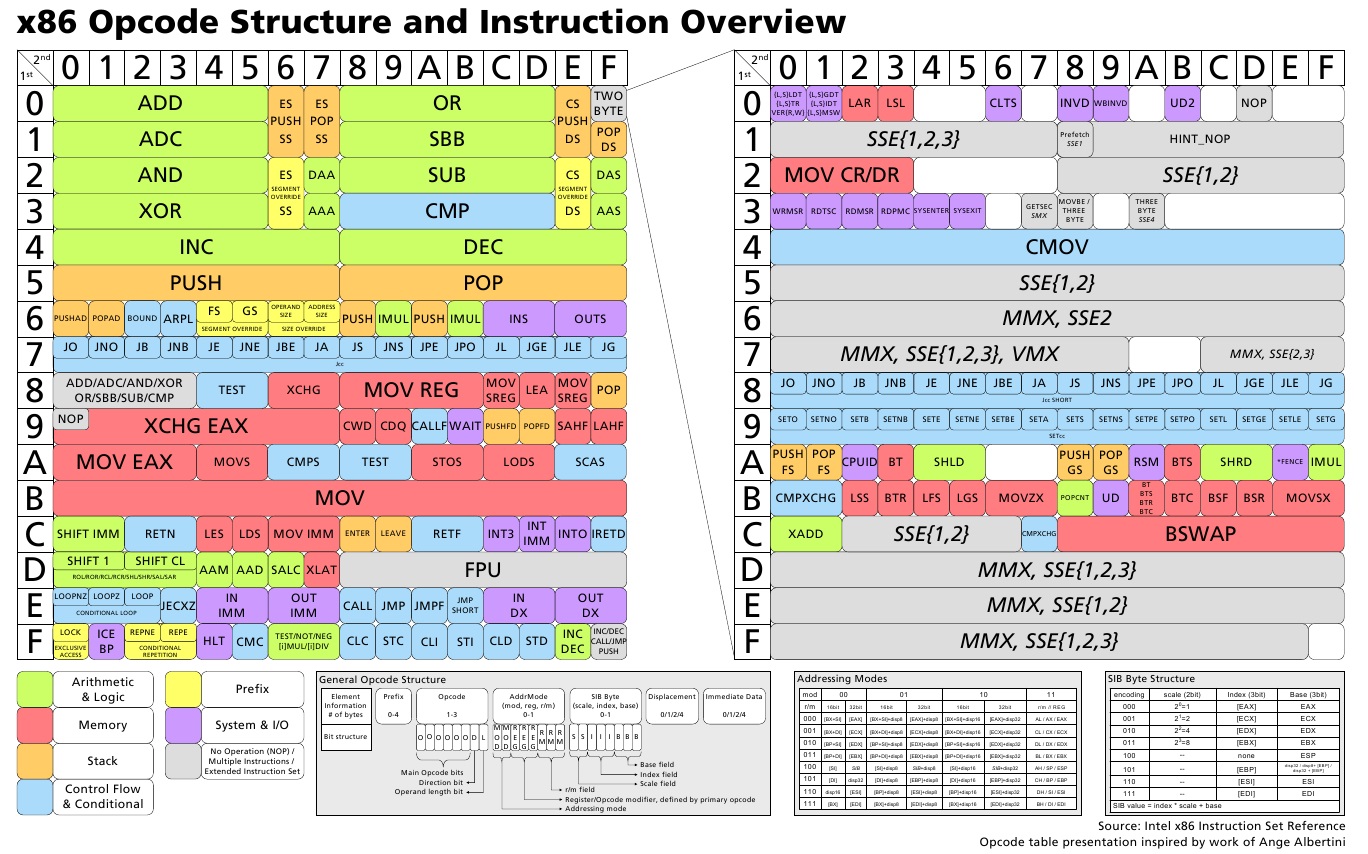 x86 Opcode Structure and Instruction Overview
2nd 1st 0 1 2 3 4 5 6 7 8 9 A B C D E F
0 ADD ES PUSH SS ES POP SS OR CS PUSH DS TWO BYTE
1 ADC SBB POP DS
2 AND ES SEGMENT OVERRIDE SS DAA SUB CS SEGMENT OVERRIDE DS DAS
3 XOR AAA CMP AAS
4 INC DEC
5 PUSH POP
6 PUSHAD POPAD BOUND ARPL FS GS SEGMENT OVERRIDE OPERAND SIZE ADDRESS SIZE SIZE OVERRIDE PUSH IMUL PUSH IMUL INS OUTS
7 JO JNO JB JNB JE JNE JBE JA JS JNS JPE JPO JL JGE JLE JG
Jcc
8 ADD/ADC/AND/XOR OR/SBB/SUB/CMP TEST XCHG MOV REG MOV SREG LEA MOV SREG POP
9 NOP XCHG EAX CWD CDQ CALLF WAIT PUSHFD POPFD SAHF LAHF
A MOV EAX MOVS CMPS TEST STOS LODS SCAS
B MOV
C SHIFT IMM RETN LES LDS MOV IMM ENTER LEAVE RETF INT3 INT IMM INTO IRETD
D SHIFT 1 SHIFT CL ROL/ROR/RCL/RCR/SHL/SHR/SAL/SAR AAM AAD SALC XLAT FPU
E LOOPNZ LOOPZ LOOP CONDITIONAL LOOP JECXZ IN IMM OUT IMM CALL JMP JMPF JMP SHORT IN DX OUT DX
F LOCK EXCLUSIVE ACCESS ICE BP REPNE REPE CONDITIONAL REPETITION HLT CMC TEST/NOT/NEG [i]MUL/[i]DIV CLC STC CLI STI CLD STD INC DEC INC/DEC CALL/JMP PUSH
2nd 1st 0 1 2 3 4 5 6 7 8 9 A B C D E F
0 (L,S)LDT (L,S)TR VER(R,W) (L,S)GDT (L,S)IDT (L,S)MSW LAR LSL CLTS INVD WBINVD UD2 NOP
1 SSE{1,2,3} Prefetch SSE1 HINT_NOP
2 MOV CR/DR SSE{1,2}
3 WRMSR RDTSC RDMSR RDPMC SYSENTER SYSEXIT GETSEC SMX MOVBE / THREE BYTE THREE BYTE SSE4
4 CMOV
5 SSE{1,2}
6 MMX, SSE2
7 MMX, SSE{1,2,3}, VMX MMX, SSE{2,3}
8 JO JNO JB JNB JE JNE JBE JA JS JNS JPE JPO JL JGE JLE JG
Jcc SHORT
9 SETO SETNO SETB SETNB SETE SETNE SETBE SETA SETS SETNS SETPE SETPO SETL SETGE SETLE SETG
SETcc
A PUSH FS POP FS CPUID BT SHLD PUSH GS POP GS RSM BTS SHRD *FENCE IMUL
B CMPXCHG LSS BTR LFS LGS MOVZX POPCNT UD BT BTS BTR BTC BTC BSF BSR MOVSX
C XADD SSE{1,2} CMPXCHG BSWAP
D MMX, SSE{1,2,3}
E MMX, SSE{1,2,3}
F MMX, SSE{1,2,3}
Arithmetic & Logic
Memory
Stack
Control Flow & Conditional
Prefix
System & I/O
No Operation (NOP) / Multiple Instructions / Extended Instruction Set
General Opcode Structure
Element Information Prefix Opcode AddrMode (mod, reg, r/m) SIB Byte (scale, index, base) Displacement Immediate Data
# of bytes 0-4 1-3 0-1 0-1 0/1/2/4 0/1/2/4
Bit structure O O O O O O D L MOD MOD REG REG REG RM RM RM S S I I I B B B
Main Opcode bits
Direction bit
Operand length bit
Base field
Index field
Scale field
r/m field
Register/Opcode modifier, defined by primary opcode
Addressing mode
Addressing Modes
mod 00 01 10 11
r/m 16bit 32bit 16bit 32bit 16bit 32bit r/m // REG
000 [BX+SI] [EAX] [BX+SI]+disp8 [EAX]+disp8 [BX+SI]+disp16 [EAX]+disp32 AL / AX / EAX
001 [BX+DI] [ECX] [BX+DI]+disp8 [ECX]+disp8 [BX+DI]+disp16 [ECX]+disp32 CL / CX / ECX
010 [BP+SI] [EDX] [BP+SI]+disp8 [EDX]+disp8 [BP+SI]+disp16 [EDX]+disp32 DL / DX / EDX
011 [BP+DI] [EBX] [BP+DI]+disp8 [EBX]+disp8 [BP+DI]+disp16 [EBX]+disp32 BL / BX / EBX
100 [SI] SIB [SI]+disp8 SIB+disp8 [SI]+disp16 SIB+disp32 AH / SP / ESP
101 [DI] disp32 [DI]+disp8 [EBP]+disp8 [DI]+disp16 [EBP]+disp32 CH / BP / EBP
110 disp16 [ESI] [BP]+disp8 [ESI]+disp8 [BP]+disp16 [ESI]+disp32 DH / SI / ESI
111 [BX] [EDI] [BX]+disp8 [EDI]+disp8 [BX]+disp16 [EDI]+disp32 BH / DI / EDI
SIB Byte Structure
encoding scale (2bit) Index (3bit) Base (3bit)
000 2⁰=1 [EAX] EAX
001 2¹=2 [ECX] ECX
010 2²=4 [EDX] EDX
011 2³=8 [EBX] EBX
100 -- none ESP
101 -- [EBP] disp32 / disp8+[EBP] / disp32 + [EBP]
110 -- [ESI] ESI
111 -- [EDI] EDI
SIB value = index * scale + base
Source: Intel x86 Instruction Set Reference
Opcode table presentation inspired by work of Ange Albertini